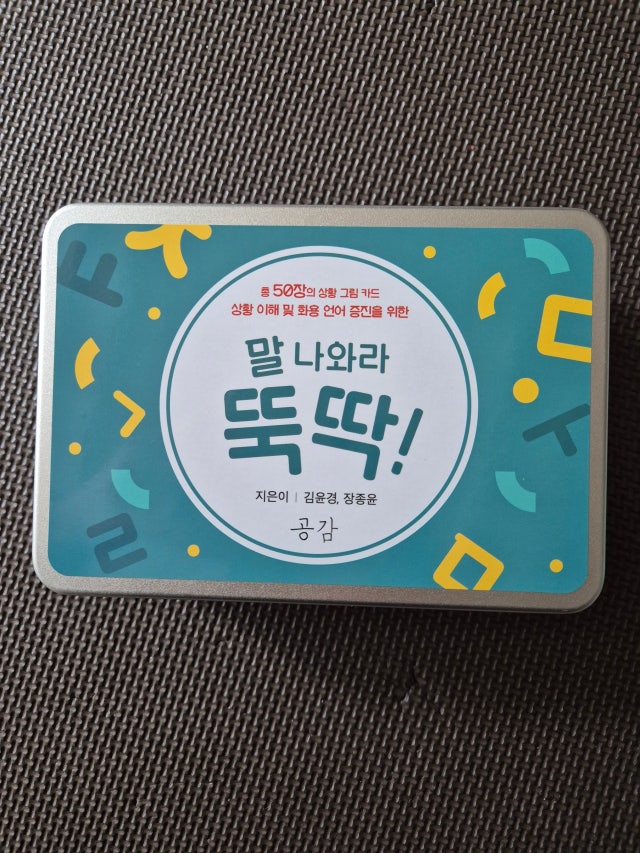 총 50장의 상황 그림 카드
상황 이해 및 화용 언어 증진을 위한
말 나와라
뚝딱!
지은이 | 김윤경, 장종윤
공감